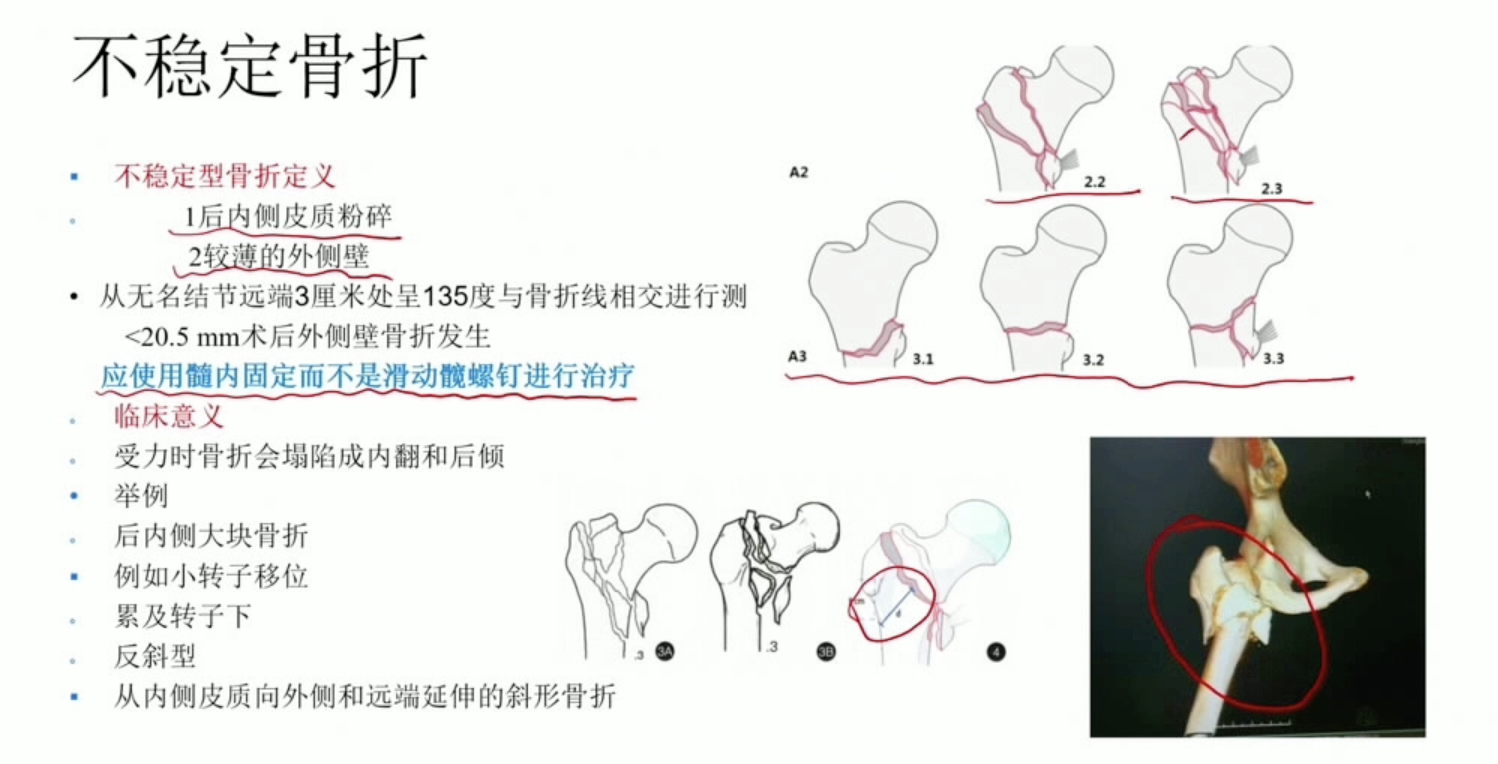 不稳定骨折
不稳定型骨折定义
1后内侧皮质粉碎
2较薄的外侧壁
从无名结节远端3厘米处呈135度与骨折线相交进行测
<20.5 mm术后外侧壁骨折发生
应使用髓内固定而不是滑动髋螺钉进行治疗
临床意义
受力时骨折会塌陷成内翻和后倾
举例
后内侧大块骨折
例如小转子移位
累及转子下
反斜型
从内侧皮质向外侧和远端延伸的斜形骨折
A2
2.2
2.3
A3
3.1
3.2
3.3
.3
3A
.3
3B
d
4